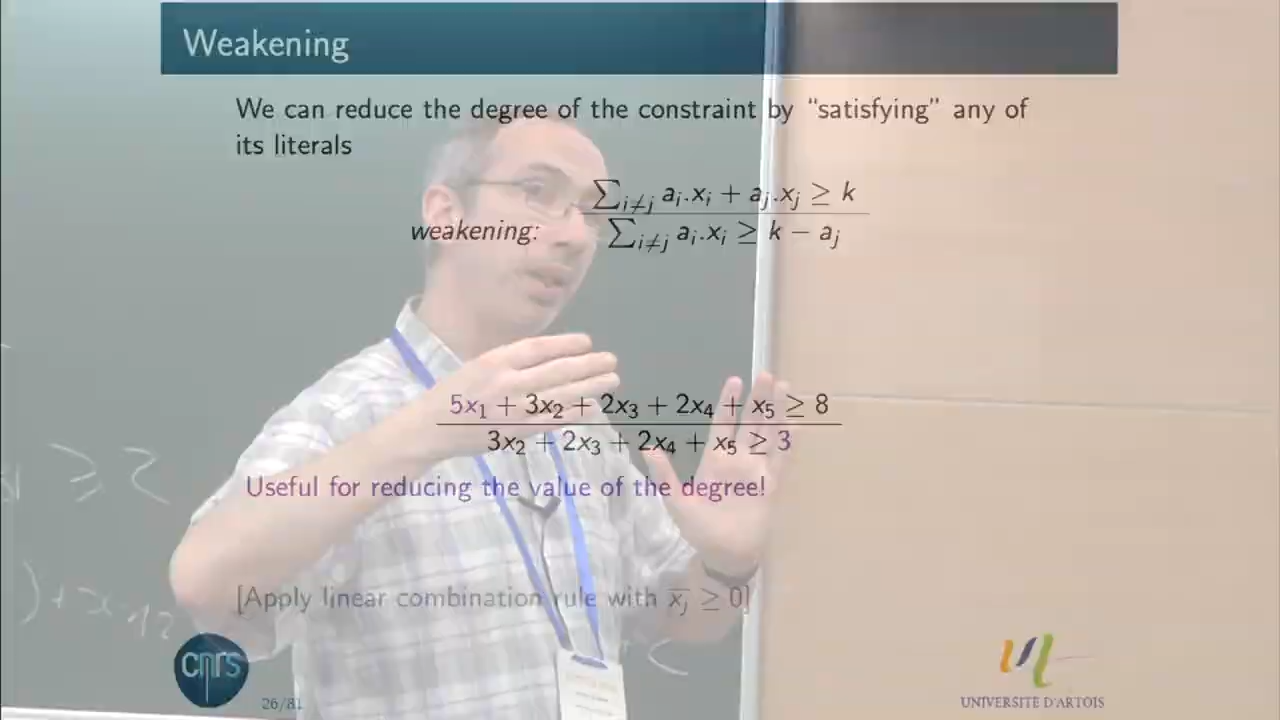 Weakening
We can reduce the degree of the constraint by “satisfying” any of
its literals
∑i≠j ai.xi + aj.xj ≥ k
weakening:
∑i≠j ai.xi ≥ k − aj
5x1 + 3x2 + 2x3 + 2x4 + x5 ≥ 8
3x2 + 2x3 + 2x4 + x5 ≥ 3
Useful for reducing the value of the degree!
≥ 2
[Apply linear combination rule with x̅j ≥ 0]
cnrs
26/81
UNIVERSITÉ D'ARTOIS